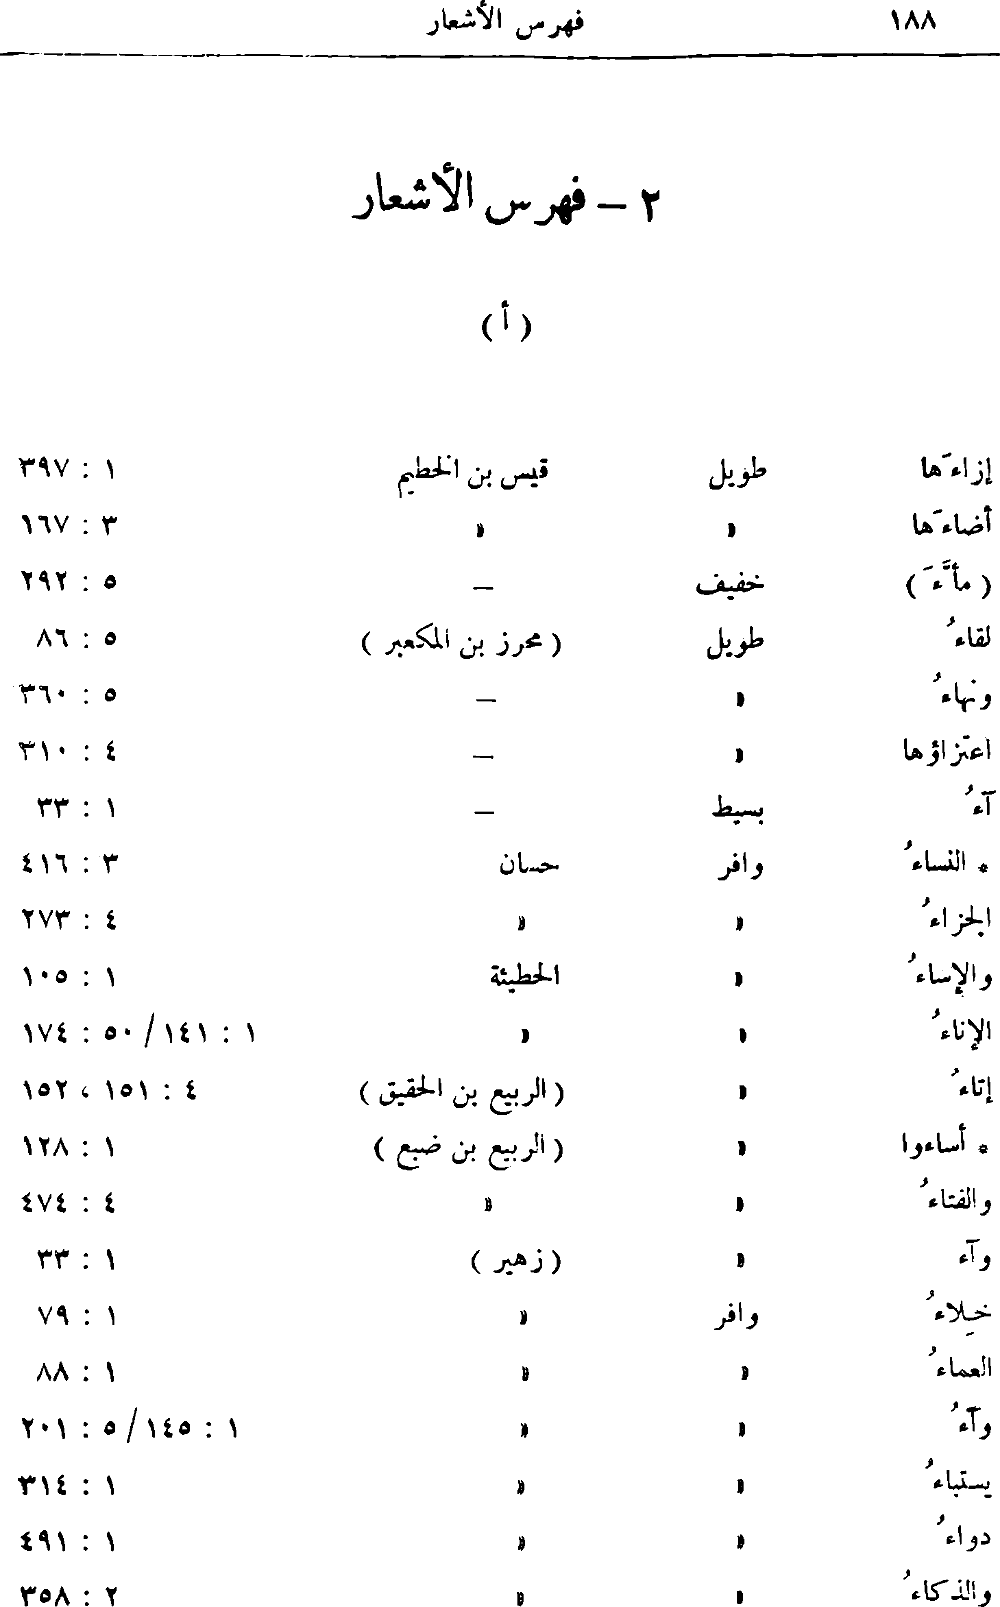 ١٨٨ فهرس الأشعار
٢ – فهرس الأشعار
( أ )
إزاءَها طويل قيس بن الخطيم ١ : ٣٩٧
أضاءَها » » ٣ : ١٦٧
( مأنَّءَ ) خفيف – ٥ : ٢٩٢
لقاءُ طويل ( محرز بن المكعبر ) ٥ : ٨٦
ونهاءُ » – ٥ : ٣٦٠
اعتزاؤها » – ٤ : ٣١٠
آءُ بسيط – ١ : ٣٣
* النساءُ وافر حسان ٣ : ٤١٦
الجزاءُ » » ٤ : ٢٧٣
والإساءُ » الحطيئة ١ : ١٠٥
الإناءُ » » ١ : ١٤١/٥٠ : ١٧٤
إتاءُ » ( الربيع بن الحقيق ) ٤ : ١٥١ ، ١٥٢
* أساءوا » ( الربيع بن ضبع ) ١ : ١٢٨
والفتاءُ » » ٤ : ٤٧٤
وآء » ( زهير ) ١ : ٣٣
خِلاءُ وافر » ١ : ٧٩
العماءُ » » ١ : ٨٨
وآءُ » » ١ : ١٤٥/٥ : ٢٠١
يستباءُ » » ١ : ٣١٤
دواءُ » » ١ : ٤٩١
والذكاءُ » » ٢ : ٣٥٨